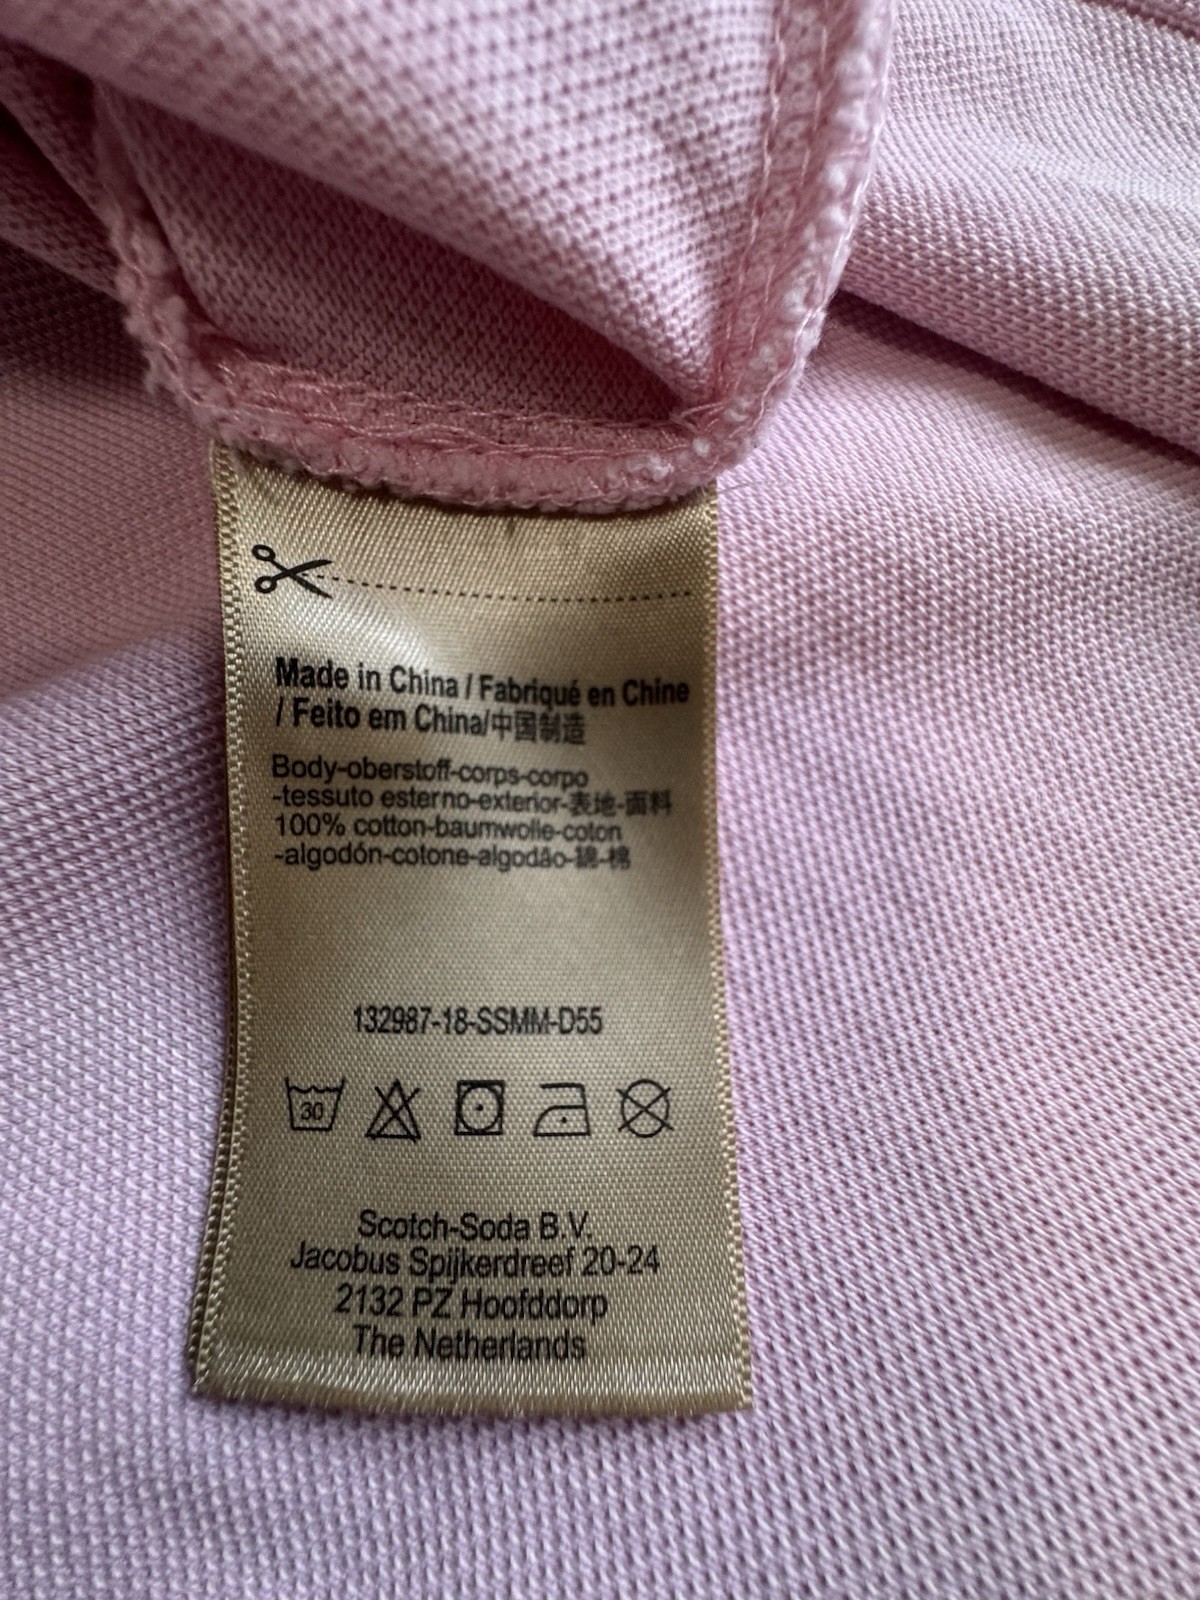 Made in China / Fabriqué en Chine
/ Feito em China/中国制造
Body-oberstoff-corps-corpo
-tessuto esterno-exterior-表地-面料
100% cotton-baumwolle-coton
-algodón-cotone-algodão-綿-棉
132987-18-SSMM-D55
30
Scotch-Soda B.V.
Jacobus Spijkerdreef 20-24
2132 PZ Hoofddorp
The Netherlands